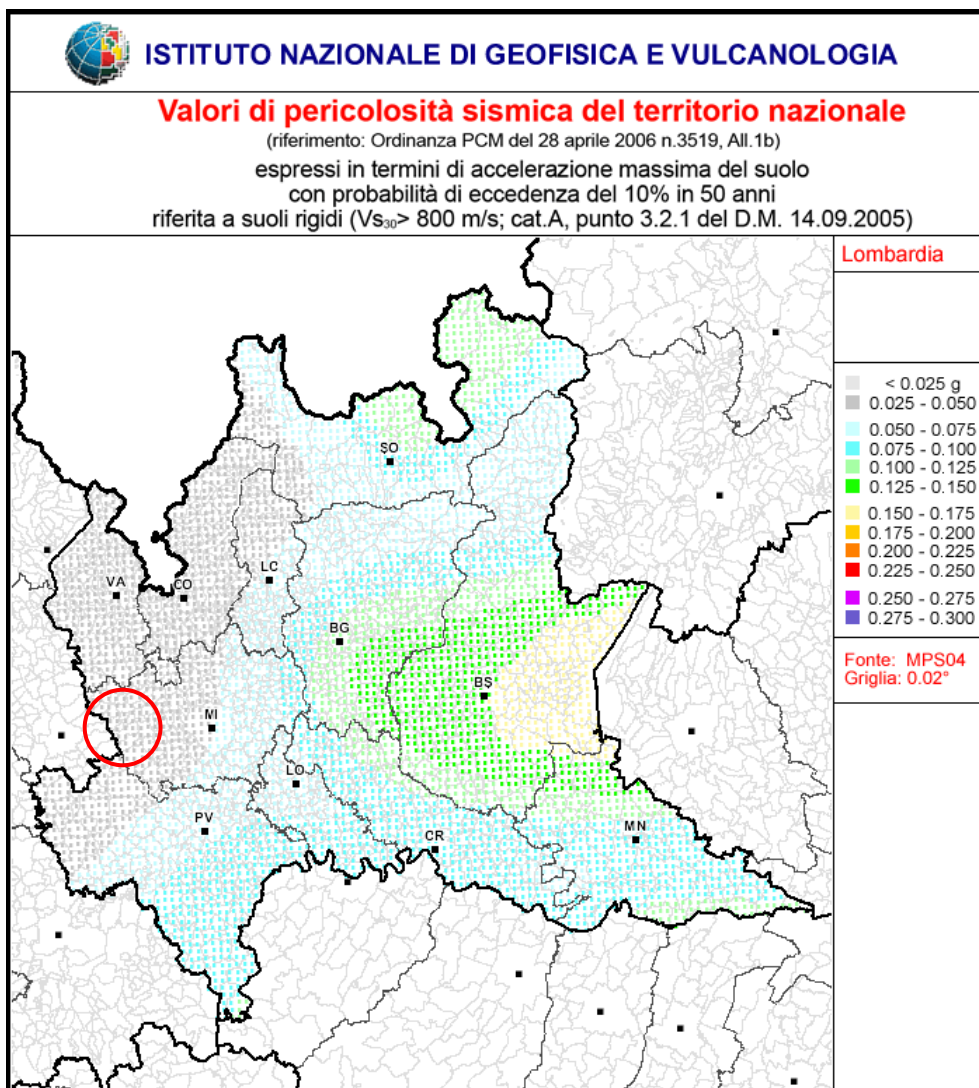 ISTITUTO NAZIONALE DI GEOFISICA E VULCANOLOGIA
Valori di pericolosità sismica del territorio nazionale
(riferimento: Ordinanza PCM del 28 aprile 2006 n.3519, All.1b)
espressi in termini di accelerazione massima del suolo
con probabilità di eccedenza del 10% in 50 anni
riferita a suoli rigidi (Vs₃₀> 800 m/s; cat.A, punto 3.2.1 del D.M. 14.09.2005)
Lombardia
< 0.025 g
0.025 - 0.050
0.050 - 0.075
0.075 - 0.100
0.100 - 0.125
0.125 - 0.150
0.150 - 0.175
0.175 - 0.200
0.200 - 0.225
0.225 - 0.250
0.250 - 0.275
0.275 - 0.300
Fonte: MPS04
Griglia: 0.02°
SO
VA
CO
LC
BG
BS
MI
LO
PV
CR
MN